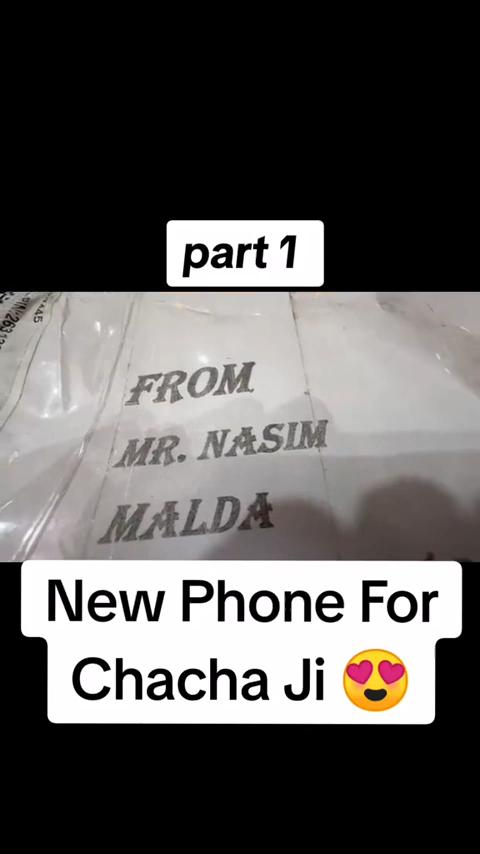 part 1
FROM
MR. NASIM
MALDA
New Phone For
Chacha Ji 😍